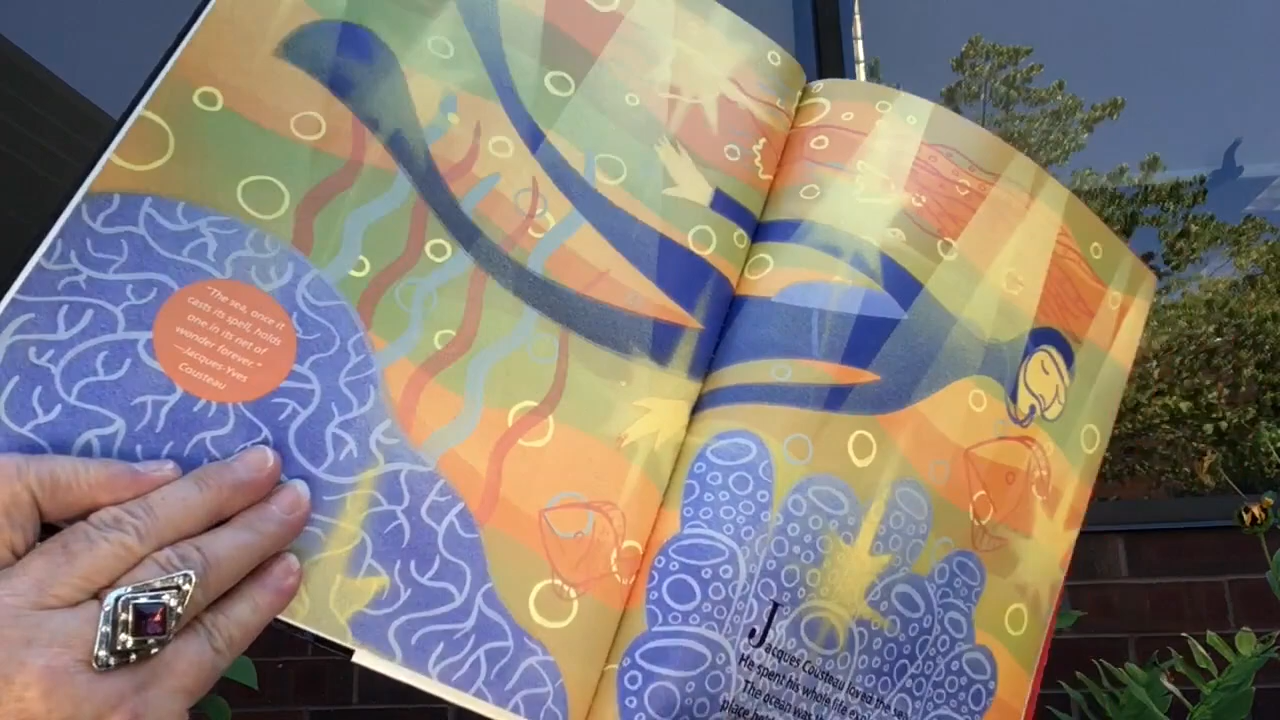 "The sea, once it
casts its spell, holds
one in its net of
wonder forever."
—Jacques-Yves
Cousteau
Jacques Cousteau loved the
He spent his whole life
The ocean was
place